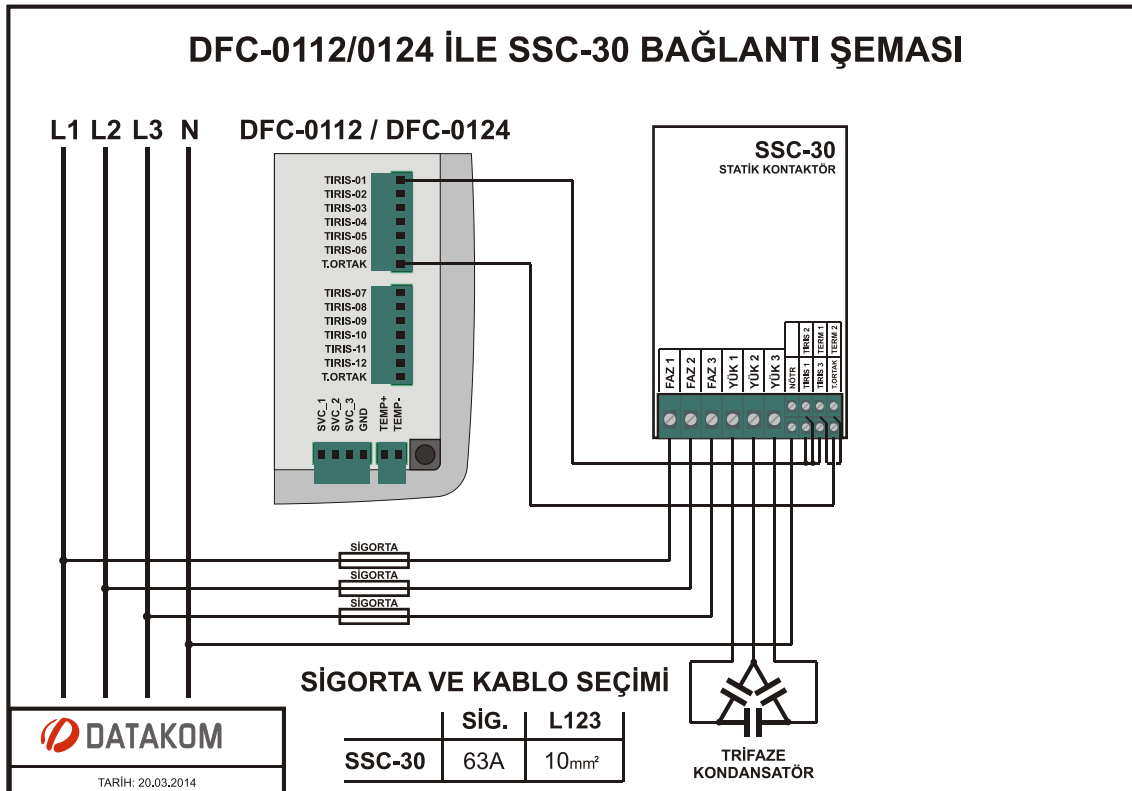 DFC-0112/0124 İLE SSC-30 BAĞLANTI ŞEMASI
L1 L2 L3 N
DFC-0112 / DFC-0124
TIRIS-01
TIRIS-02
TIRIS-03
TIRIS-04
TIRIS-05
TIRIS-06
T.ORTAK
TIRIS-07
TIRIS-08
TIRIS-09
TIRIS-10
TIRIS-11
TIRIS-12
T.ORTAK
SVC_1
SVC_2
SVC_3
GND
TEMP+
TEMP-
SSC-30
STATİK KONTAKTÖR
FAZ 1
FAZ 2
FAZ 3
YÜK 1
YÜK 2
YÜK 3
NÖTR
TIRIS 2
TIRIS 1
TERM 1
TIRIS 3
TERM 2
T.ORTAK
SİGORTA
SİGORTA
SİGORTA
SİGORTA VE KABLO SEÇİMİ
SİG. L123
SSC-30 63A 10mm²
TRİFAZE
KONDANSATÖR
DATAKOM
TARİH: 20.03.2014